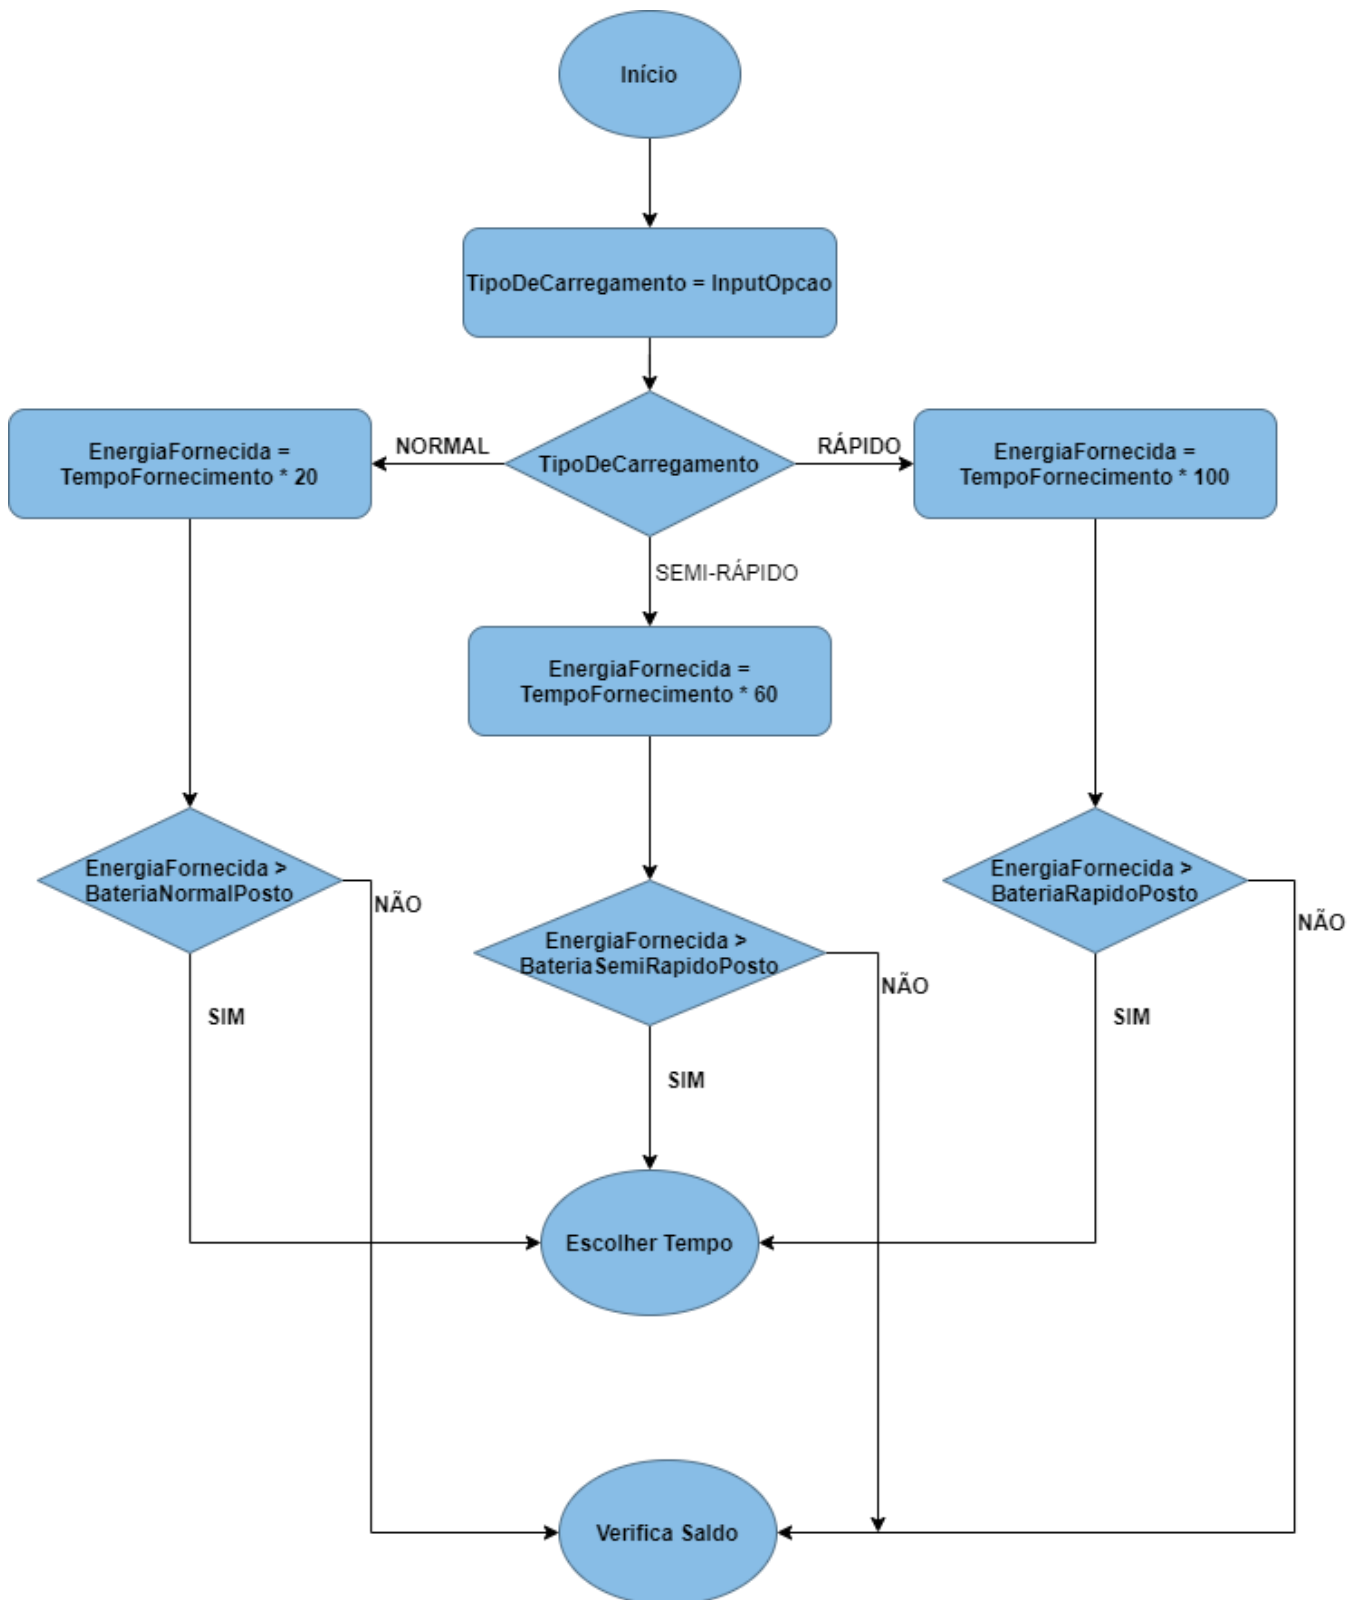 Início
TipoDeCarregamento = InputOpcao
EnergiaFornecida =
TempoFornecimento * 20
NORMAL
TipoDeCarregamento
RÁPIDO
EnergiaFornecida =
TempoFornecimento * 100
SEMI-RÁPIDO
EnergiaFornecida =
TempoFornecimento * 60
EnergiaFornecida >
BateriaNormalPosto
NÃO
EnergiaFornecida >
BateriaRapidoPosto
NÃO
EnergiaFornecida >
BateriaSemiRapidoPosto
NÃO
SIM
SIM
SIM
Escolher Tempo
Verifica Saldo